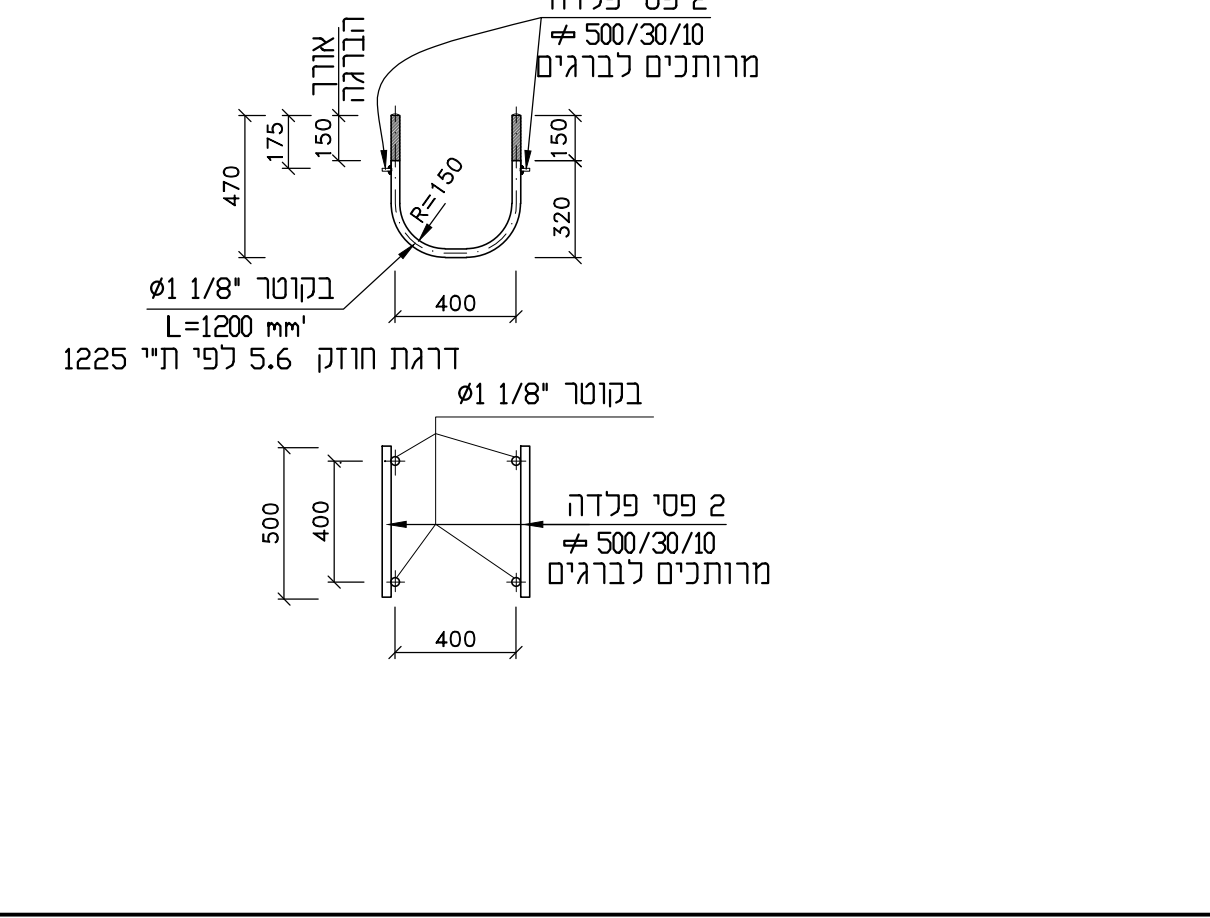 2 פסי פלדה
≠ 500/30/10
מרותכים לברגים
אורך
הברגה
470
175
150
150
320
R=150
בקוטר "1/8 1ø
L=1200 mm'
400
דרגת חוזק 5.6 לפי ת"י 1225
בקוטר "1/8 1ø
500
400
2 פסי פלדה
≠ 500/30/10
מרותכים לברגים
400